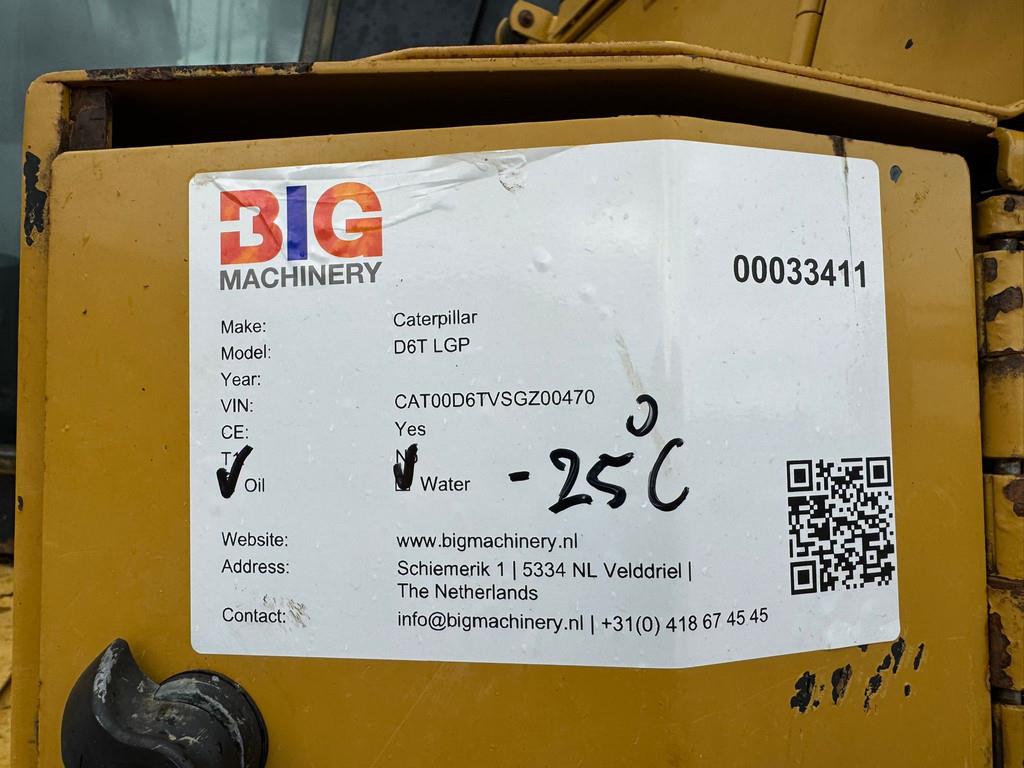 BIG
MACHINERY
00033411
Make: Caterpillar
Model: D6T LGP
Year:
VIN: CAT00D6TVSGZ00470
CE: Yes
✓ Oil ✓ Water - 25°C
Website: www.bigmachinery.nl
Address: Schiemerik 1 | 5334 NL Velddriel |
The Netherlands
Contact: info@bigmachinery.nl | +31(0) 418 67 45 45